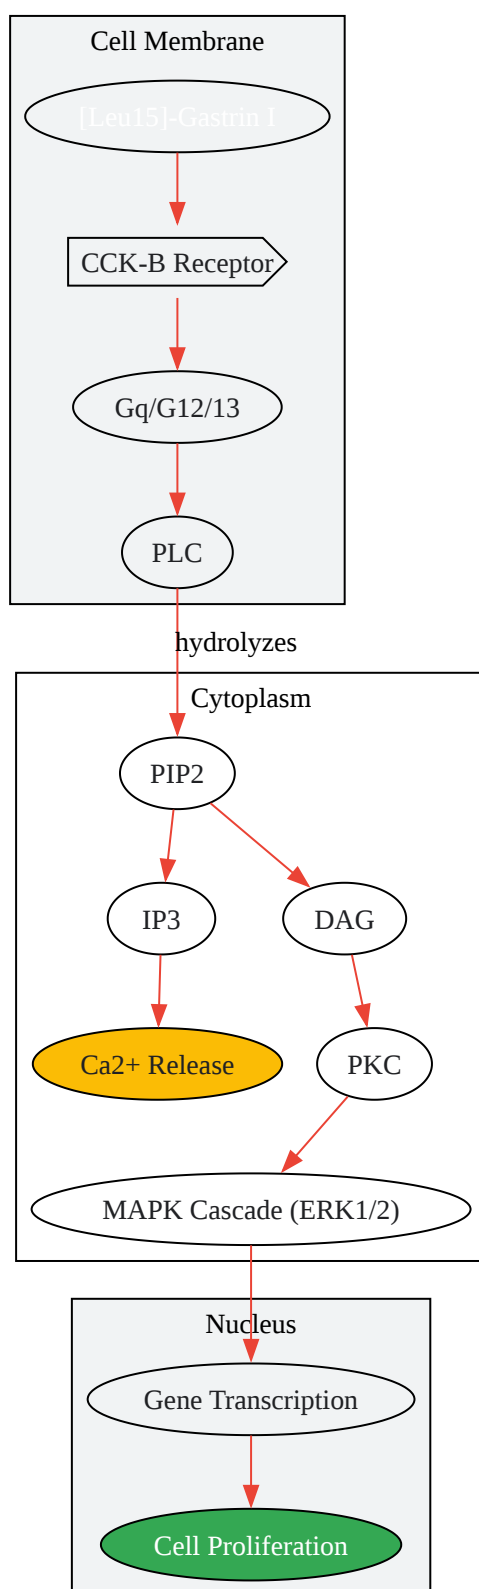 Cell Membrane
[Leu15]-Gastrin I
CCK-B Receptor
Gq/G12/13
PLC
hydrolyzes
Cytoplasm
PIP2
IP3
DAG
Ca2+ Release
PKC
MAPK Cascade (ERK1/2)
Nucleus
Gene Transcription
Cell Proliferation